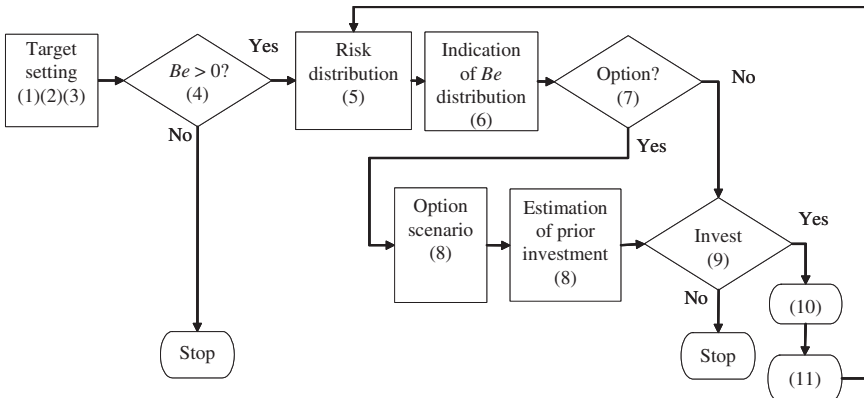 Target
setting
(1)(2)(3)
Be > 0?
(4)
Yes
No
Stop
Risk
distribution
(5)
Indication
of Be
distribution
(6)
Option?
(7)
No
Yes
Option
scenario
(8)
Estimation
of prior
investment
(8)
Invest
(9)
Yes
No
Stop
(10)
(11)